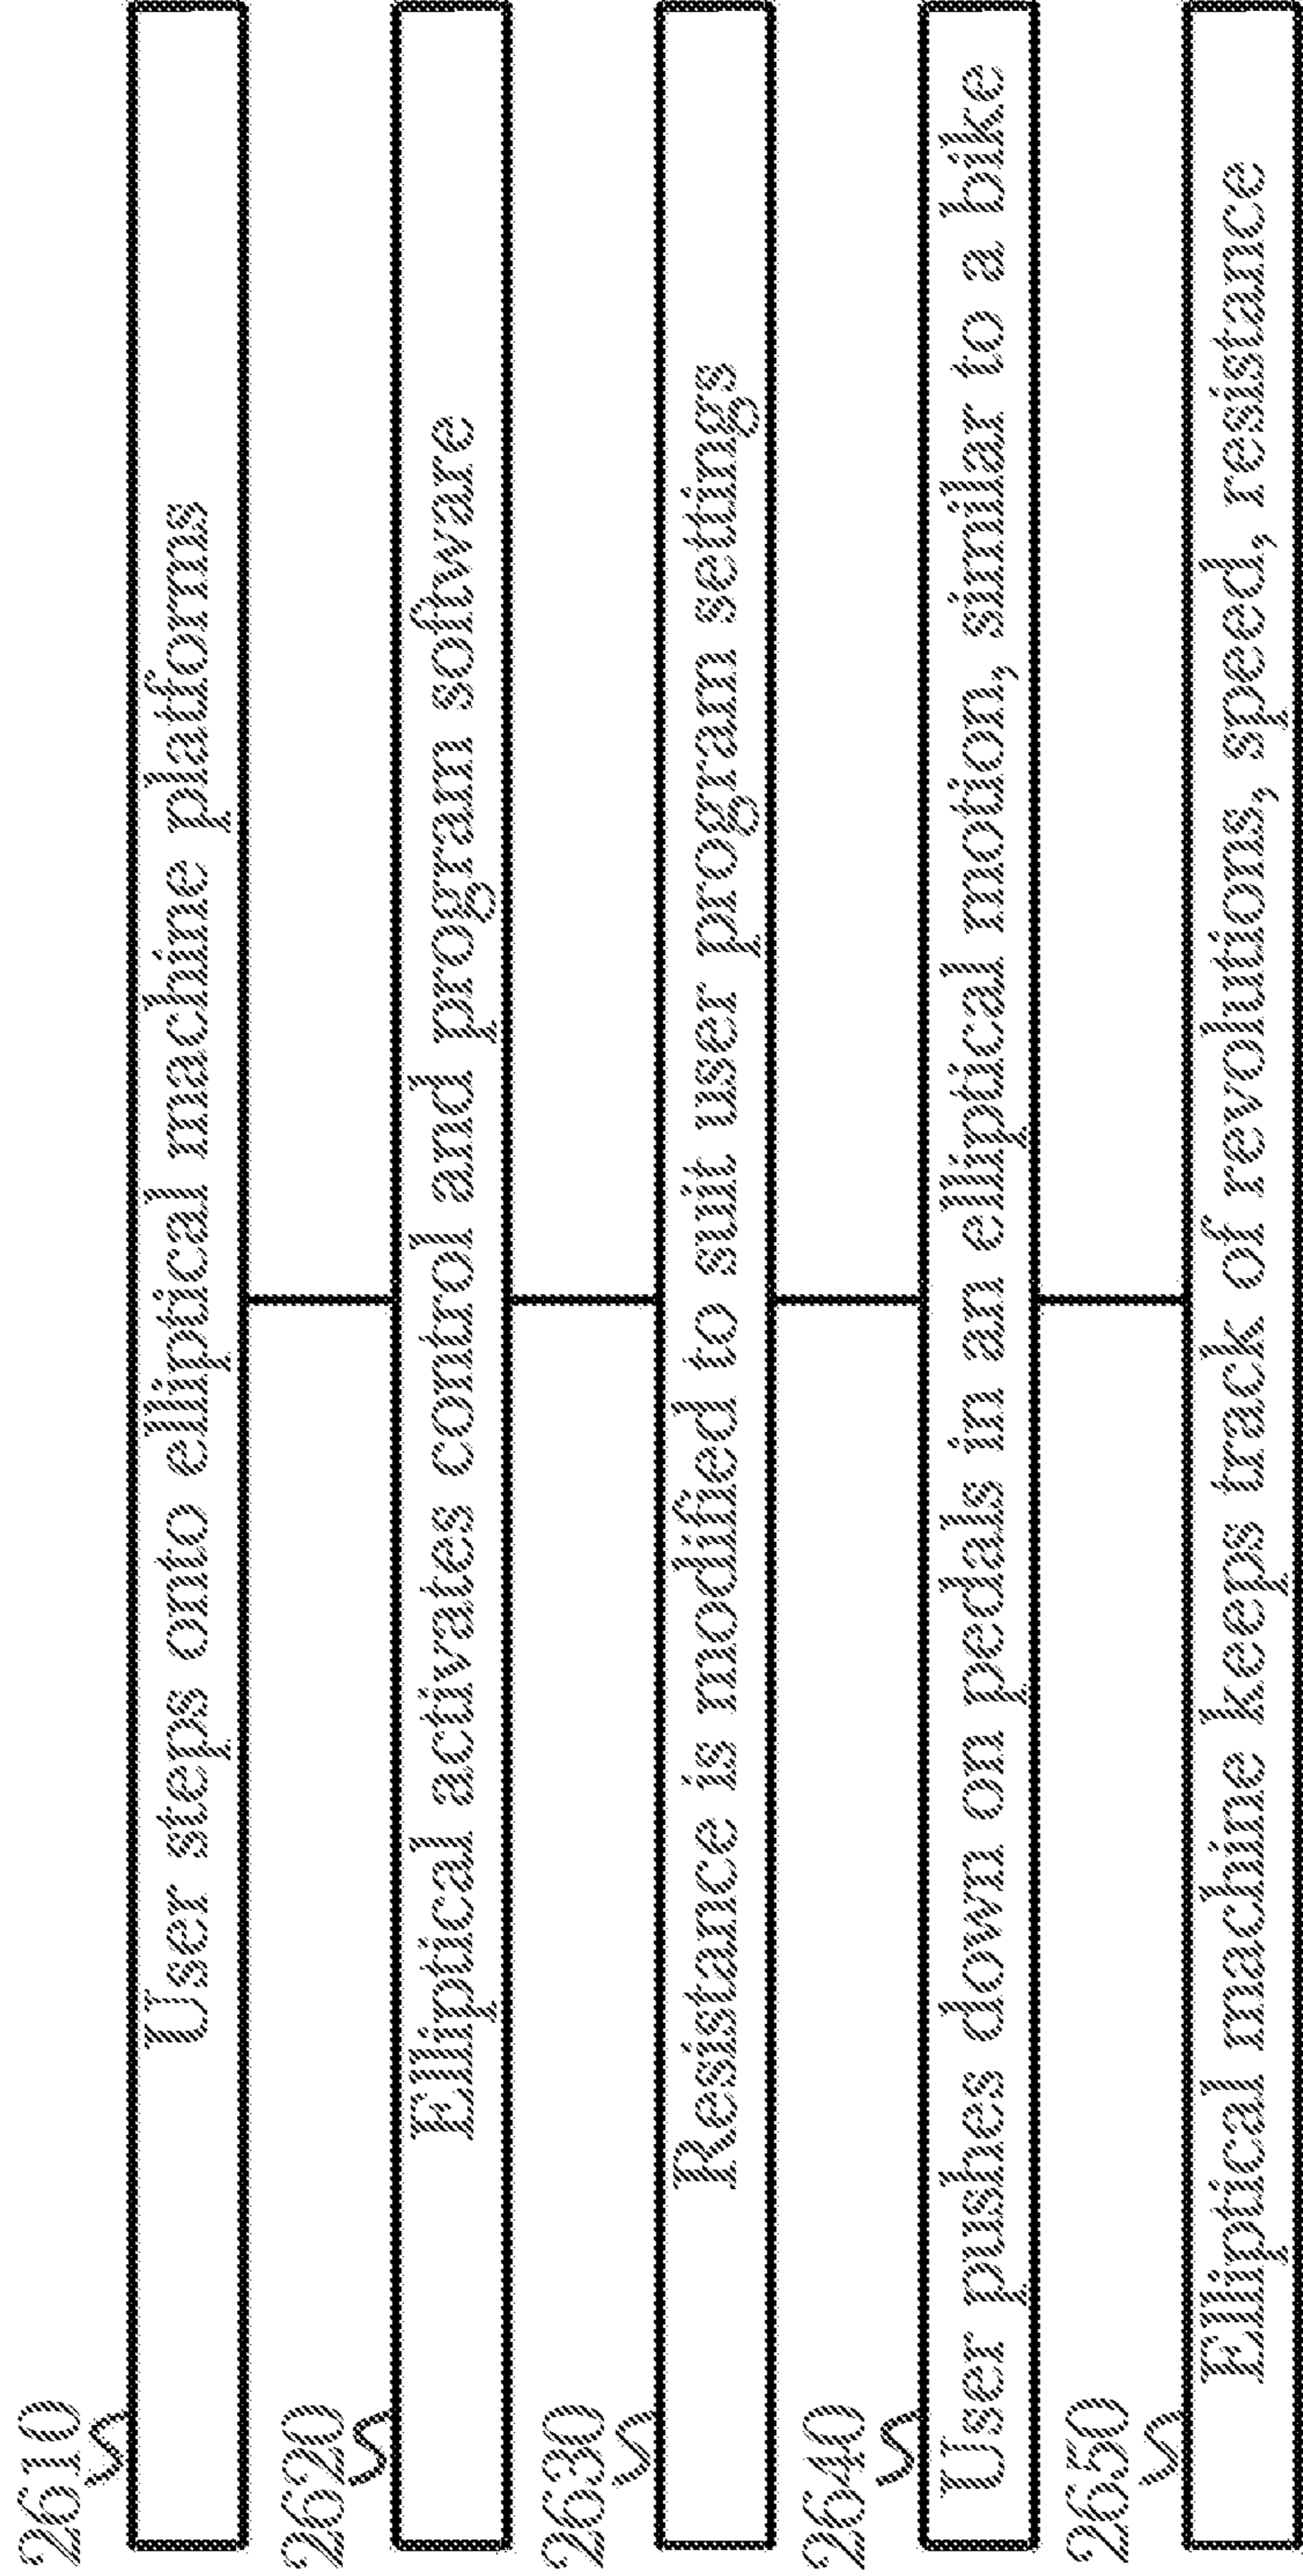 2610
User steps onto elliptical machine platforms
2620
Elliptical activates control and program software
2630
Resistance is modified to suit user program settings
2640
User pushes down on pedals in an elliptical motion, similar to a bike
2650
Elliptical machine keeps track of revolutions, speed, resistance